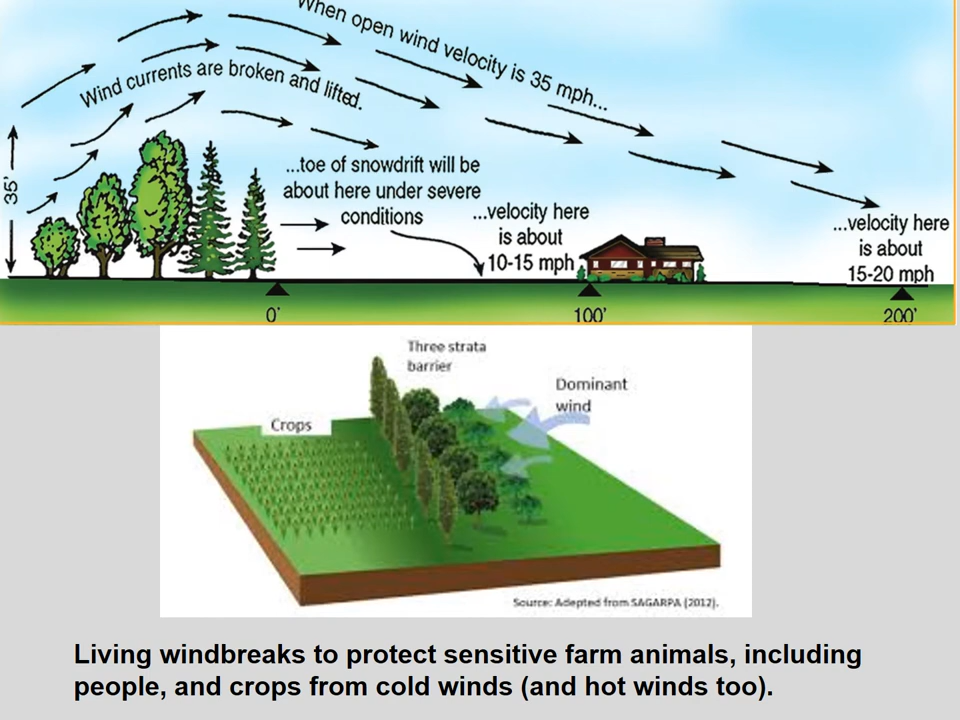 When open wind velocity is 35 mph...
Wind currents are broken and lifted.
35'
...toe of snowdrift will be
about here under severe
conditions
...velocity here
is about
10-15 mph
...velocity here
is about
15-20 mph
0'
100'
200'
Three strata
barrier
Dominant
wind
Crops
Source: Adepted from SAGARPA (2012).
Living windbreaks to protect sensitive farm animals, including
people, and crops from cold winds (and hot winds too).